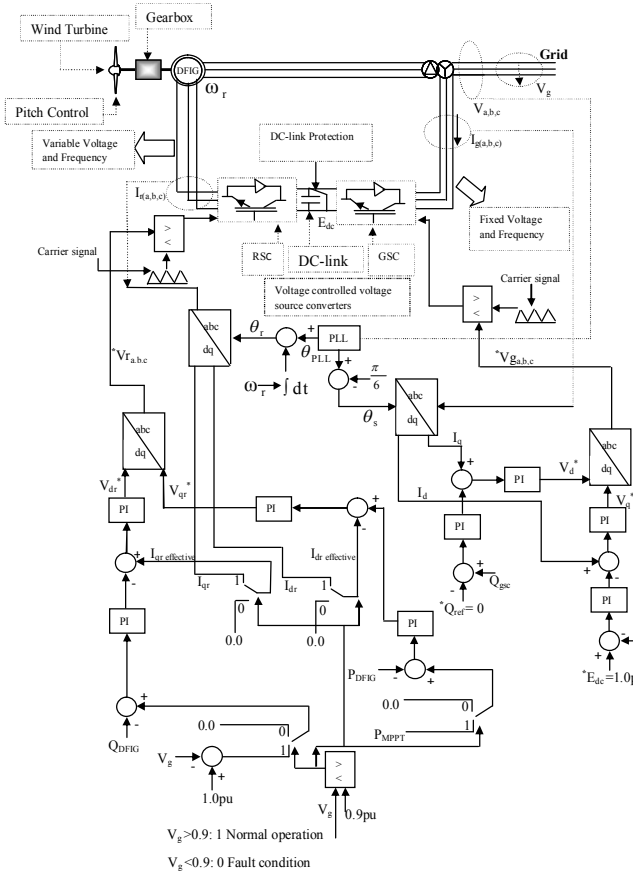 Wind Turbine
Gearbox
DFIG
ω r
Grid
V g
V a,b,c
I g(a,b,c)
Pitch Control
Variable Voltage
and Frequency
DC-link Protection
I r(a,b,c)
E dc
Fixed Voltage
and Frequency
RSC
DC-link
GSC
Voltage controlled voltage
source converters
>
<
Carrier signal
>
<
Carrier signal
*Vr a.b.c
abc
dq
θ r
+
θ PLL
PLL
ω r
∫ dt
+
-
π
6
θ s
abc
dq
*Vg a,b,c
abc
dq
I q
I d
+
PI
V d *
V q *
abc
dq
V dr *
V qr *
PI
PI
+
-
PI
PI
+
-
+
-
I qr effective
I dr effective
PI
-
+
Q gsc
*Q ref = 0
PI
-
+
*E dc =1.0pu
I qr
1
0
0.0
I dr
1
0
0.0
PI
PI
P DFIG
-
+
0.0
0
1
P MPPT
+
-
Q DFIG
0.0
0
1
V g
-
+
1.0pu
>
<
V g
0.9pu
V g >0.9: 1 Normal operation
V g <0.9: 0 Fault condition